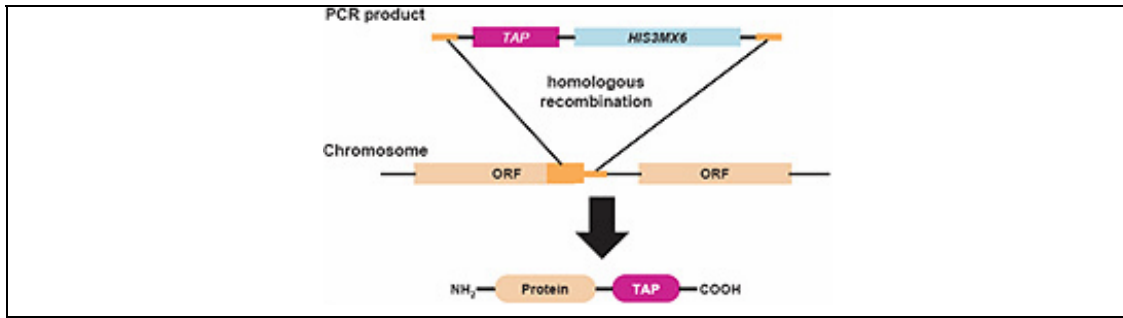 PCR product
TAP HIS3MX6
homologous
recombination
Chromosome
ORF ORF
NH₂ Protein TAP COOH